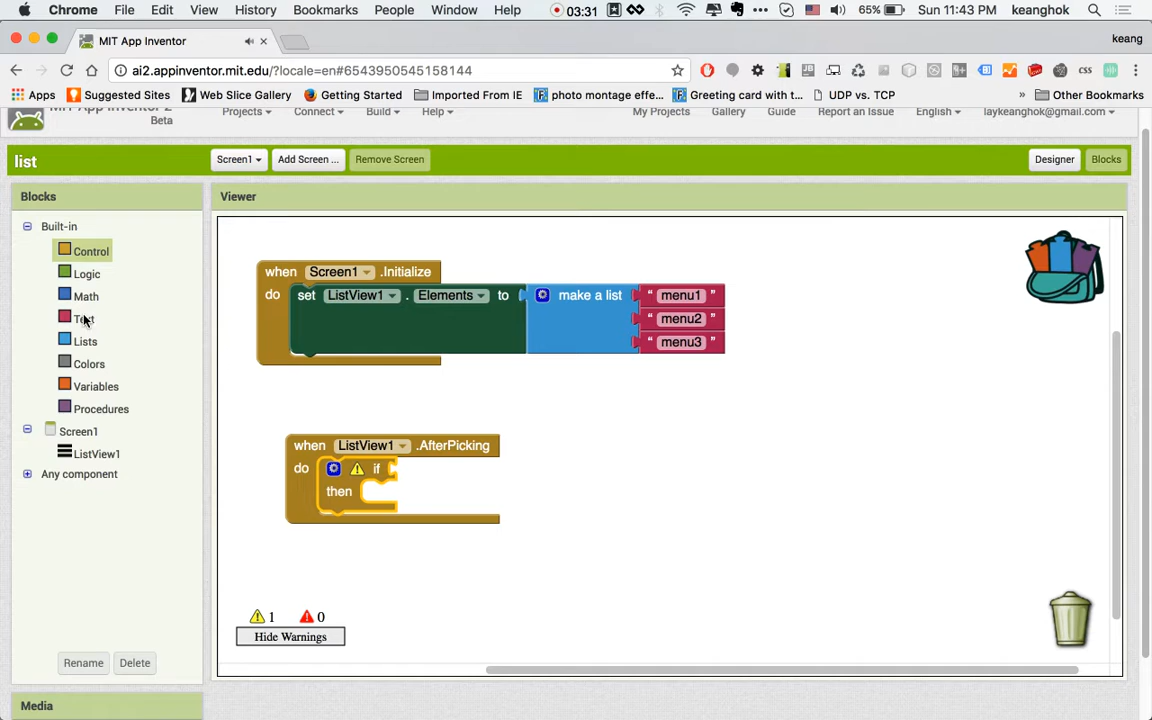 Chrome File Edit View History Bookmarks People Window Help 03:31 65% Sun 11:43 PM keanghok
MIT App Inventor
keang
ai2.appinventor.mit.edu/?locale=en#6543950545158144
Apps Suggested Sites Web Slice Gallery Getting Started Imported From IE photo montage effe... Greeting card with t... UDP vs. TCP » Other Bookmarks
MIT App Inventor 2
Beta
Projects Connect Build Help My Projects Gallery Guide Report an Issue English laykeanghok@gmail.com
list Screen1 Add Screen ... Remove Screen Designer Blocks
Blocks Viewer
Built-in
Control
Logic
Math
Text
Lists
Colors
Variables
Procedures
Screen1
ListView1
Any component
Rename Delete
Media
when Screen1 .Initialize
do set ListView1 . Elements to make a list “ menu1 ”
“ menu2 ”
“ menu3 ”
when ListView1 .AfterPicking
do if
then
1 0
Hide Warnings